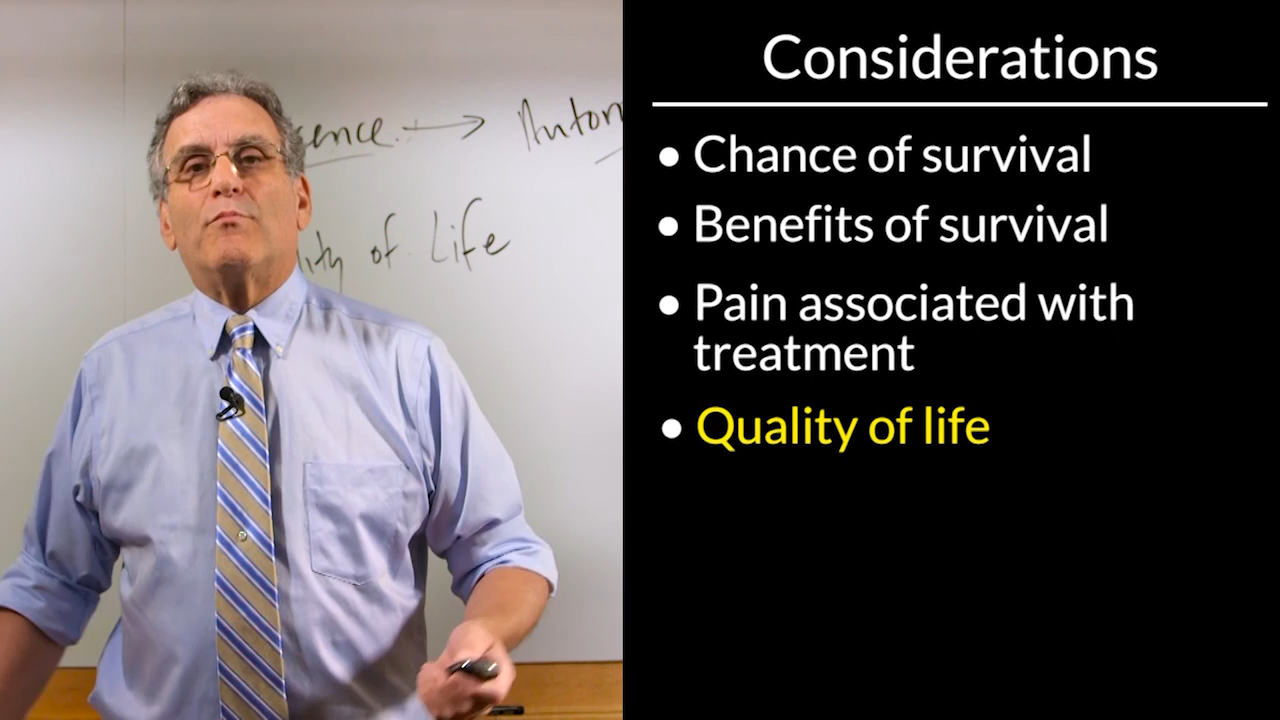 of Life
Considerations
• Chance of survival
• Benefits of survival
• Pain associated with
treatment
• Quality of life